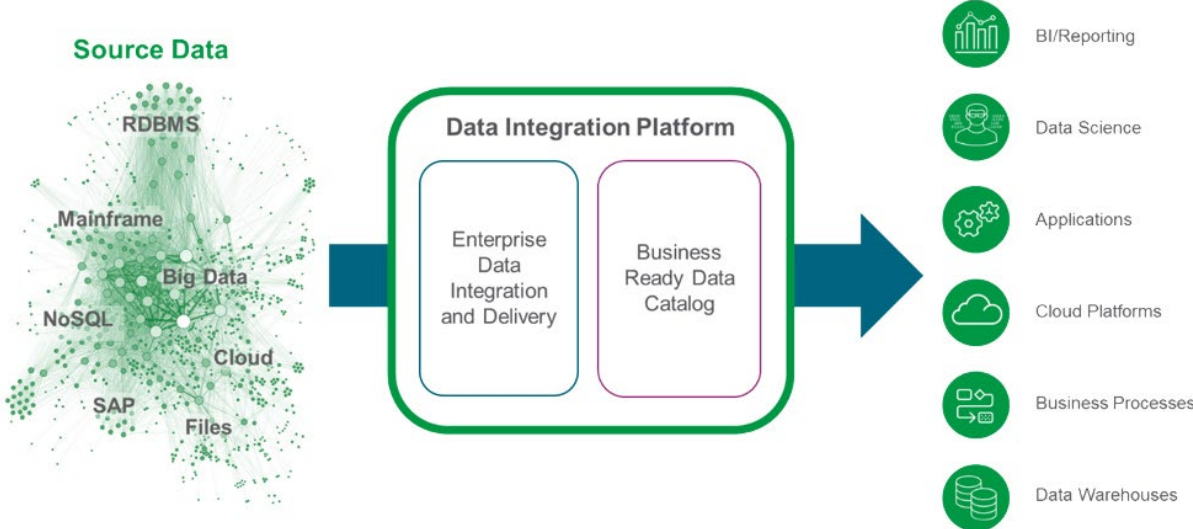 Source Data
RDBMS
Mainframe
Big Data
NoSQL
Cloud
SAP
Files
Data Integration Platform
Enterprise
Data
Integration
and Delivery
Business
Ready Data
Catalog
BI/Reporting
Data Science
Applications
Cloud Platforms
Business Processes
Data Warehouses